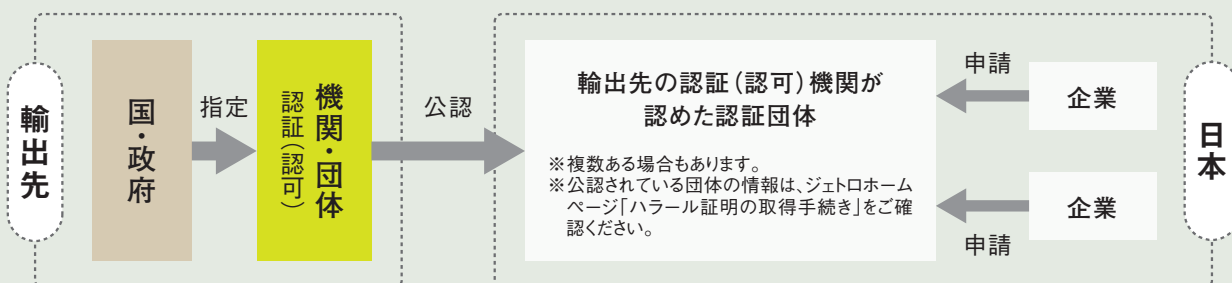 輸出先
国・政府
指定
認証（認可）
機関・団体
公認
輸出先の認証（認可）機関が
認めた認証団体
※複数ある場合もあります。
※公認されている団体の情報は、ジェトロホーム
ページ「ハラール証明の取得手続き」をご確
認ください。
申請
企業
申請
企業
日本